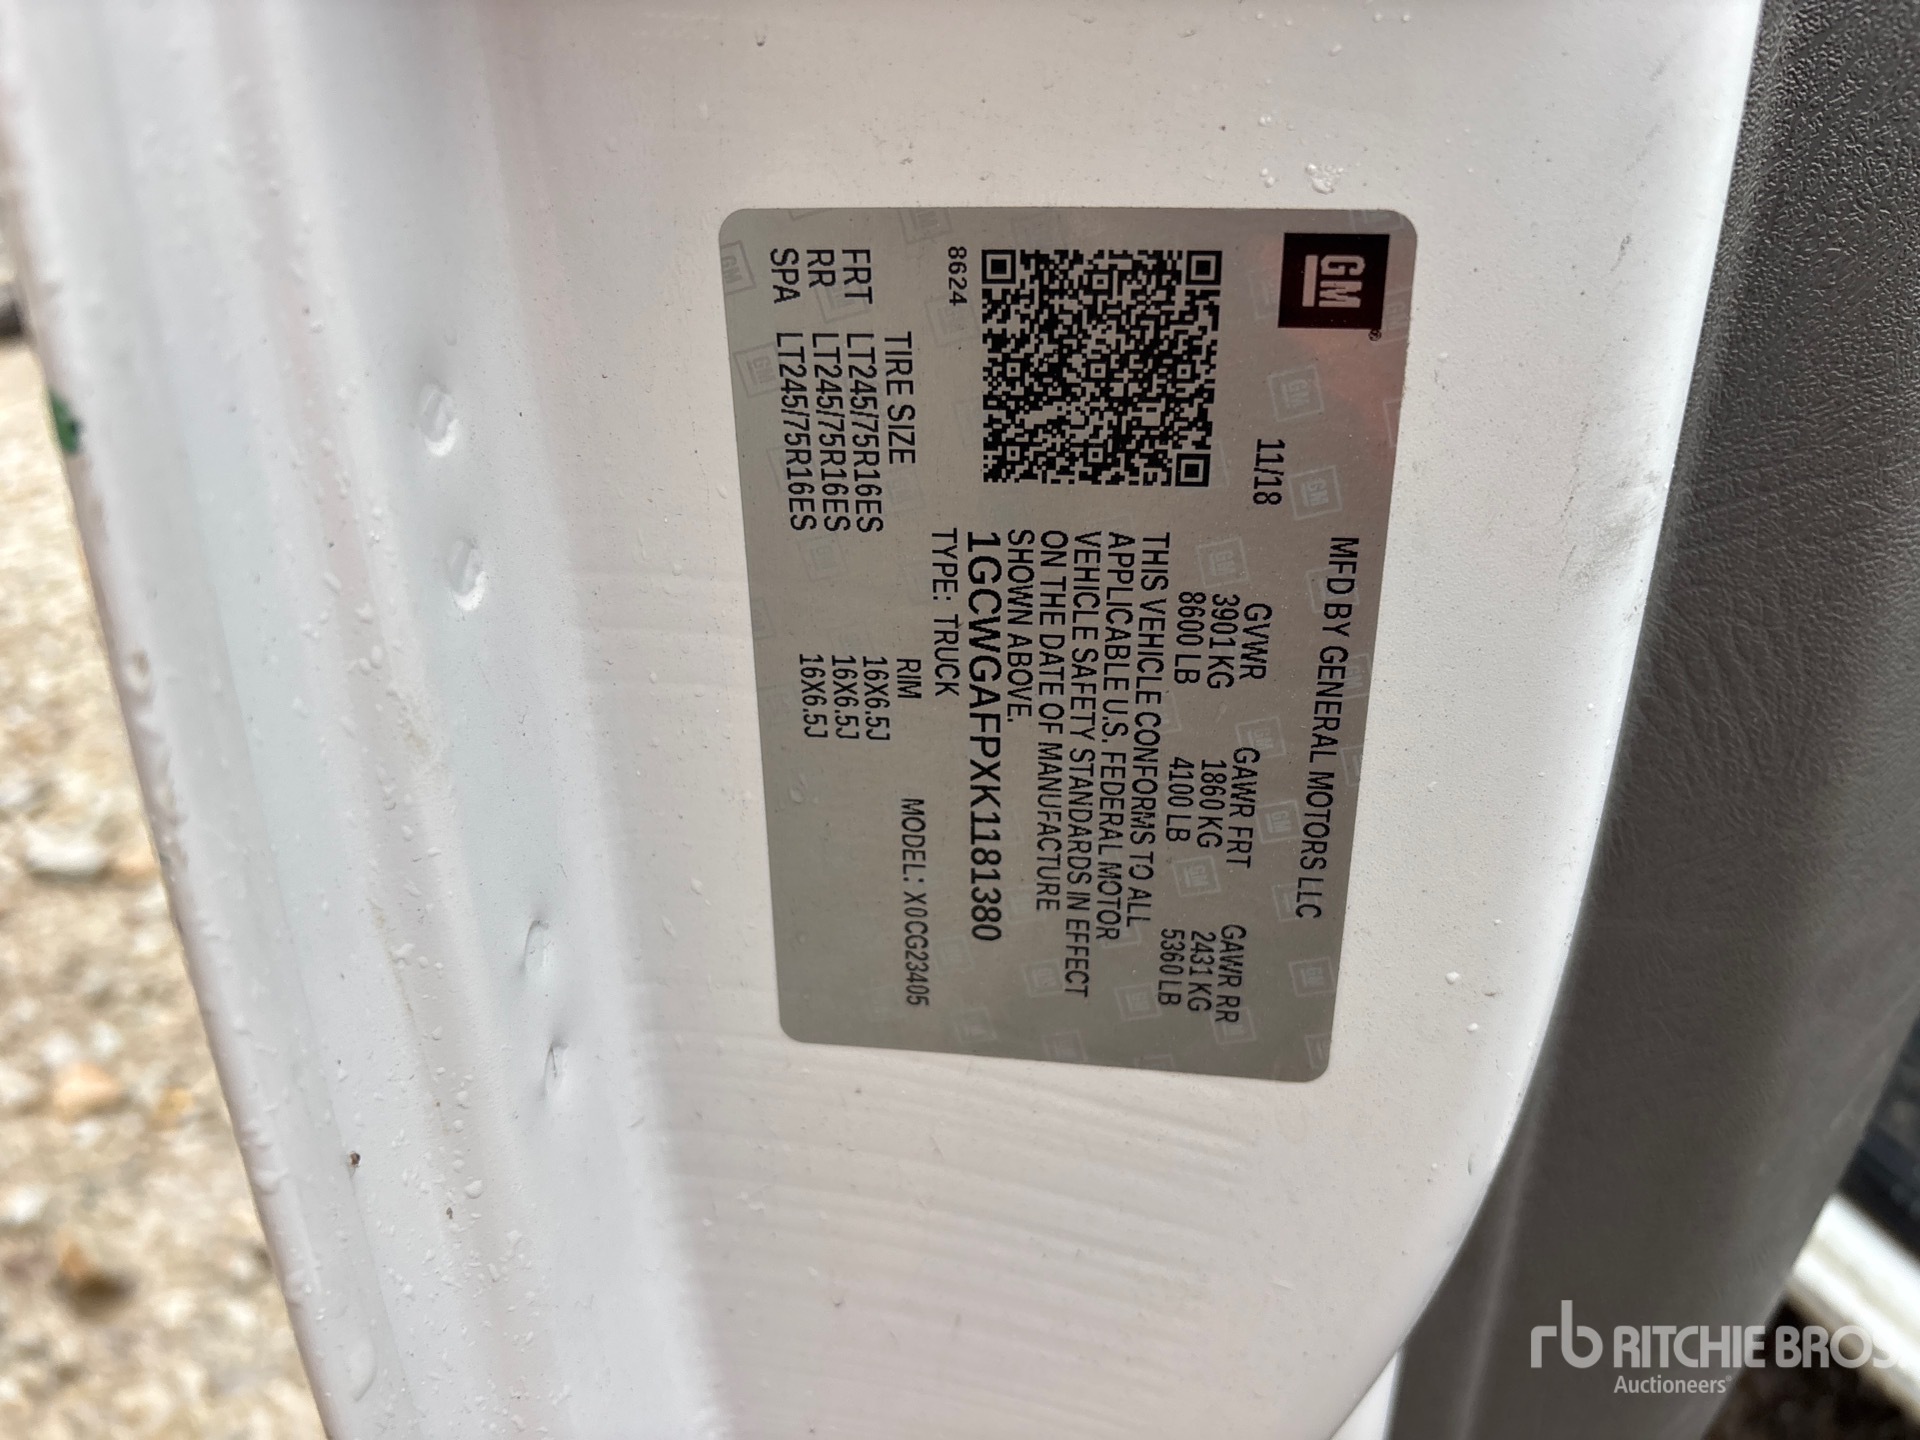 GM®
MFD BY GENERAL MOTORS LLC
11/18
GVWR GAWR FRT GAWR RR
3901 KG 1860 KG 2431 KG
8600 LB 4100 LB 5360 LB
THIS VEHICLE CONFORMS TO ALL
APPLICABLE U.S. FEDERAL MOTOR
VEHICLE SAFETY STANDARDS IN EFFECT
ON THE DATE OF MANUFACTURE
SHOWN ABOVE.
1GCWGAFPXK1181380
8624
TYPE: TRUCK
MODEL: X0CG23405
TIRE SIZE RIM
FRT LT245/75R16ES 16X6.5J
RR LT245/75R16ES 16X6.5J
SPA LT245/75R16ES 16X6.5J
rb RITCHIE BROS.
Auctioneers